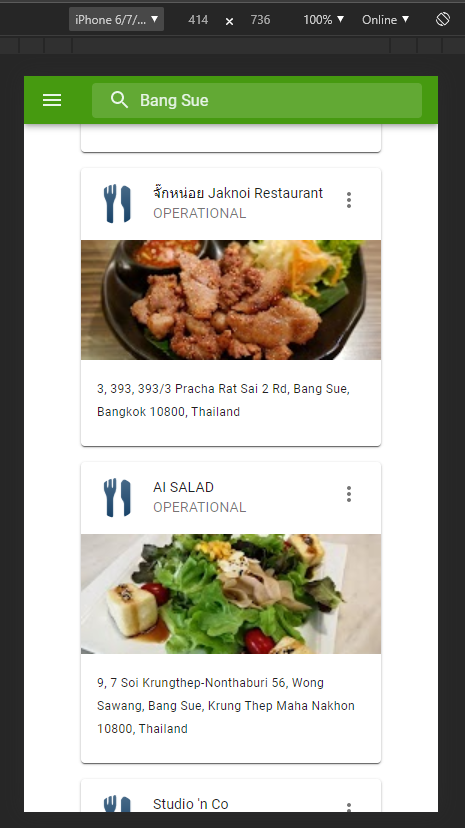 iPhone 6/7/... ▼ 414 × 736 100% ▼ Online ▼
Bang Sue
จั๊กหน่อย Jaknoi Restaurant
OPERATIONAL
3, 393, 393/3 Pracha Rat Sai 2 Rd, Bang Sue,
Bangkok 10800, Thailand
AI SALAD
OPERATIONAL
9, 7 Soi Krungthep-Nonthaburi 56, Wong
Sawang, Bang Sue, Krung Thep Maha Nakhon
10800, Thailand
Studio 'n Co